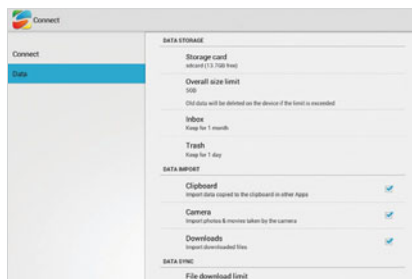 Connect
Connect
Data
DATA STORAGE
Storage card
sdcard (13.7GB free)
Overall size limit
5GB
Old data will be deleted on the device if the limit is exceeded
Inbox
Keep for 1 month
Trash
Keep for 1 day
DATA IMPORT
Clipboard
Import data copied to the clipboard in other Apps
Camera
Import photos & movies taken by the camera
Downloads
Import downloaded files
DATA SYNC
File download limit